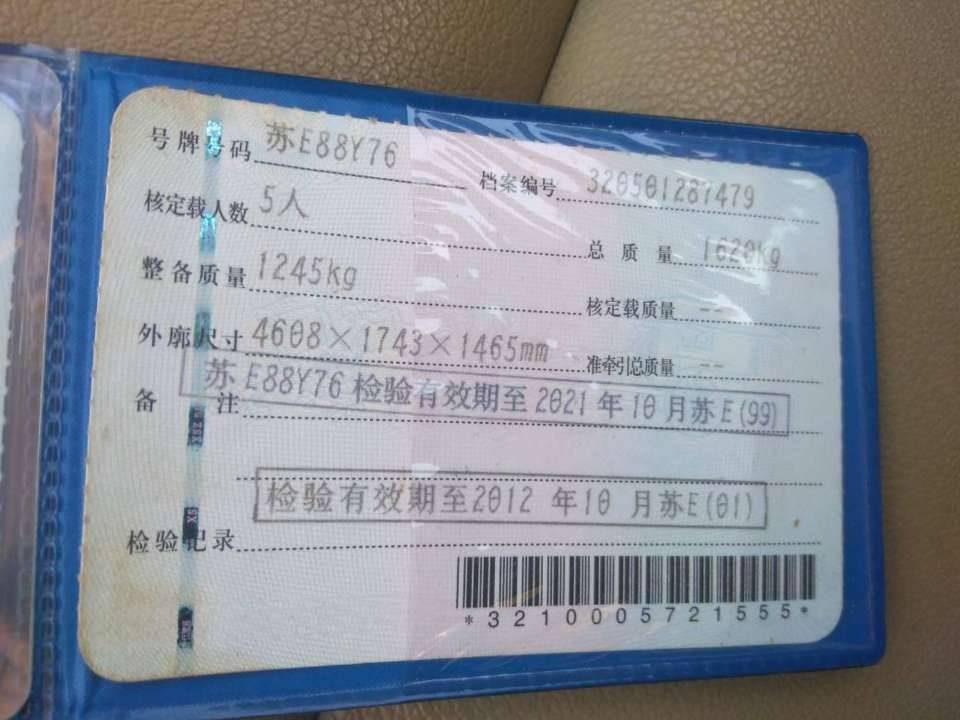 号牌号码 苏E88Y76 档案编号 320501287479
核定载人数 5人 总质量 1620kg
整备质量 1245kg 核定载质量 --
外廓尺寸 4608×1743×1465mm 准牵引总质量 --
备注 苏E88Y76检验有效期至2021年10月苏E(99)
检验有效期至2012年10月苏E(01)
检验记录
*3210005721555*